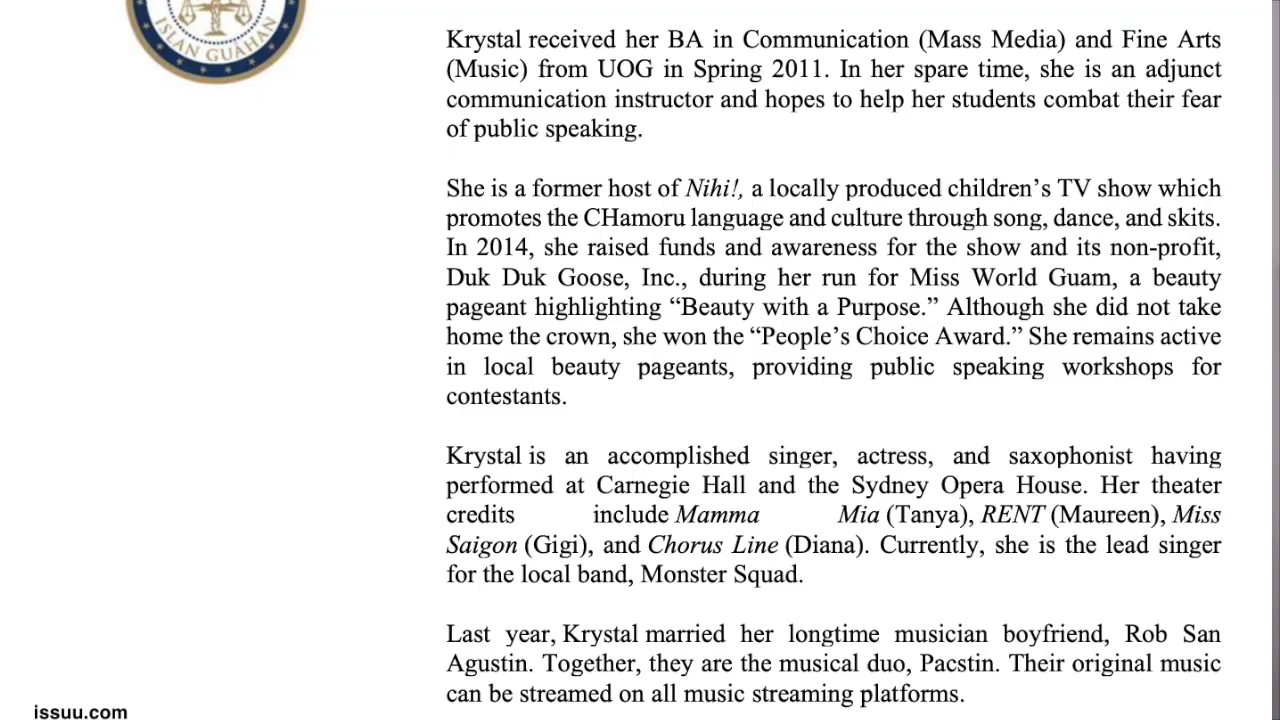 ISLAN GUAHAN
Krystal received her BA in Communication (Mass Media) and Fine Arts
(Music) from UOG in Spring 2011. In her spare time, she is an adjunct
communication instructor and hopes to help her students combat their fear
of public speaking.
She is a former host of Nihi!, a locally produced children’s TV show which
promotes the CHamoru language and culture through song, dance, and skits.
In 2014, she raised funds and awareness for the show and its non-profit,
Duk Duk Goose, Inc., during her run for Miss World Guam, a beauty
pageant highlighting “Beauty with a Purpose.” Although she did not take
home the crown, she won the “People’s Choice Award.” She remains active
in local beauty pageants, providing public speaking workshops for
contestants.
Krystal is an accomplished singer, actress, and saxophonist having
performed at Carnegie Hall and the Sydney Opera House. Her theater
credits include Mamma Mia (Tanya), RENT (Maureen), Miss
Saigon (Gigi), and Chorus Line (Diana). Currently, she is the lead singer
for the local band, Monster Squad.
Last year, Krystal married her longtime musician boyfriend, Rob San
Agustin. Together, they are the musical duo, Pacstin. Their original music
can be streamed on all music streaming platforms.
issuu.com